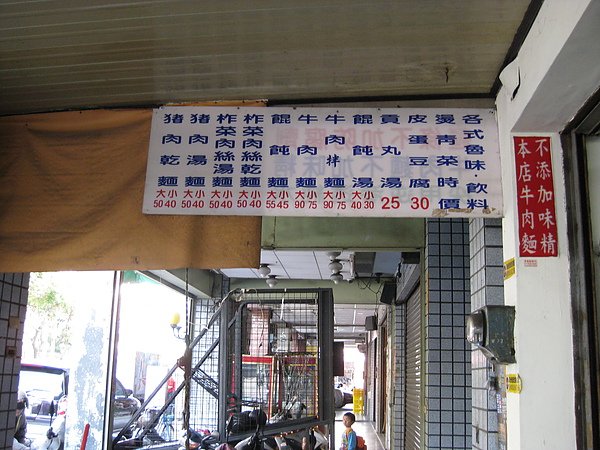 猪肉乾麵 大小 50 40
猪肉湯麵 大小 50 40
柞菜肉絲湯麵 大小 50 40
柞菜肉絲乾麵 大小 50 40
餛飩麵 大小 55 45
牛肉麵 大小 90 75
牛肉拌麵 大小 90 75
餛飩湯 大小 40 30
貢丸湯 25
皮蛋豆腐 30
燙青菜時價
各式魯味·飲料
本店牛肉麵
不添加味精